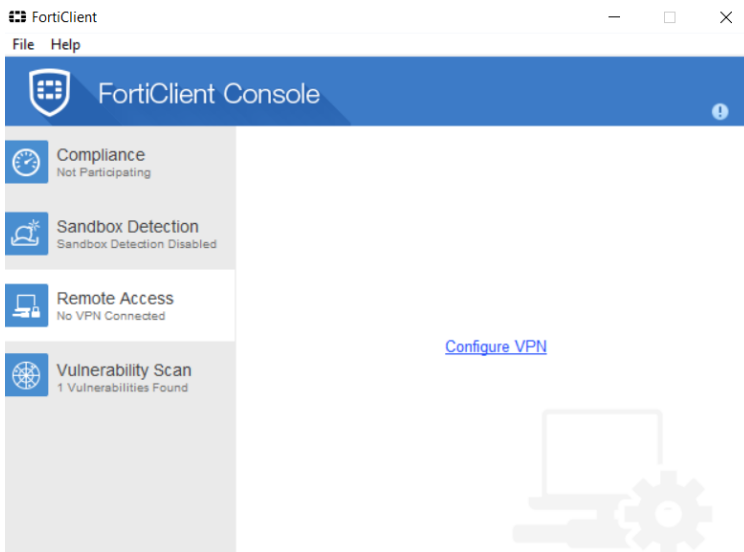 FortiClient
File Help
FortiClient Console
Compliance
Not Participating
Sandbox Detection
Sandbox Detection Disabled
Remote Access
No VPN Connected
Configure VPN
Vulnerability Scan
1 Vulnerabilities Found